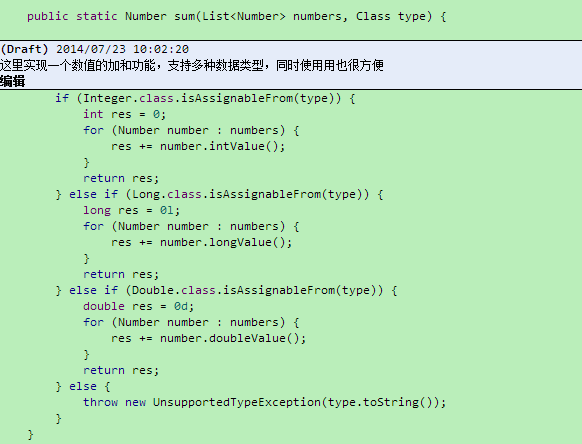 public static Number sum(List<Number> numbers, Class type) {
(Draft) 2014/07/23 10:02:20
这里实现一个数值的加和功能，支持多种数据类型，同时使用用也很方便
编辑
if (Integer.class.isAssignableFrom(type)) {
int res = 0;
for (Number number : numbers) {
res += number.intValue();
}
return res;
} else if (Long.class.isAssignableFrom(type)) {
long res = 0l;
for (Number number : numbers) {
res += number.longValue();
}
return res;
} else if (Double.class.isAssignableFrom(type)) {
double res = 0d;
for (Number number : numbers) {
res += number.doubleValue();
}
return res;
} else {
throw new UnsupportedTypeException(type.toString());
}
}